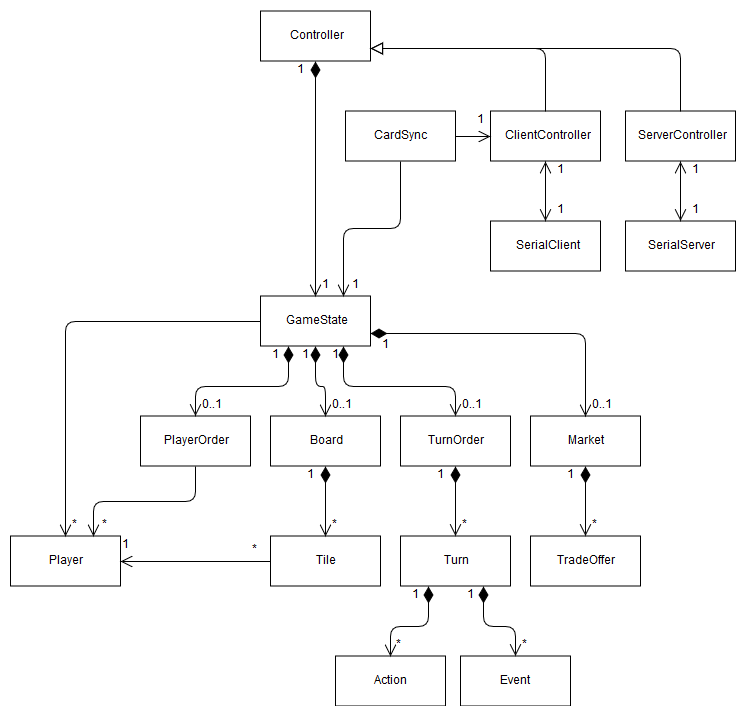 Controller
1
CardSync
1
ClientController
ServerController
1
1
1
1
SerialClient
SerialServer
1
1
GameState
1
1
1
1
0..1
0..1
0..1
0..1
PlayerOrder
Board
TurnOrder
Market
1
1
1
*
*
*
*
*
1
*
Player
Tile
Turn
TradeOffer
1
1
*
*
Action
Event